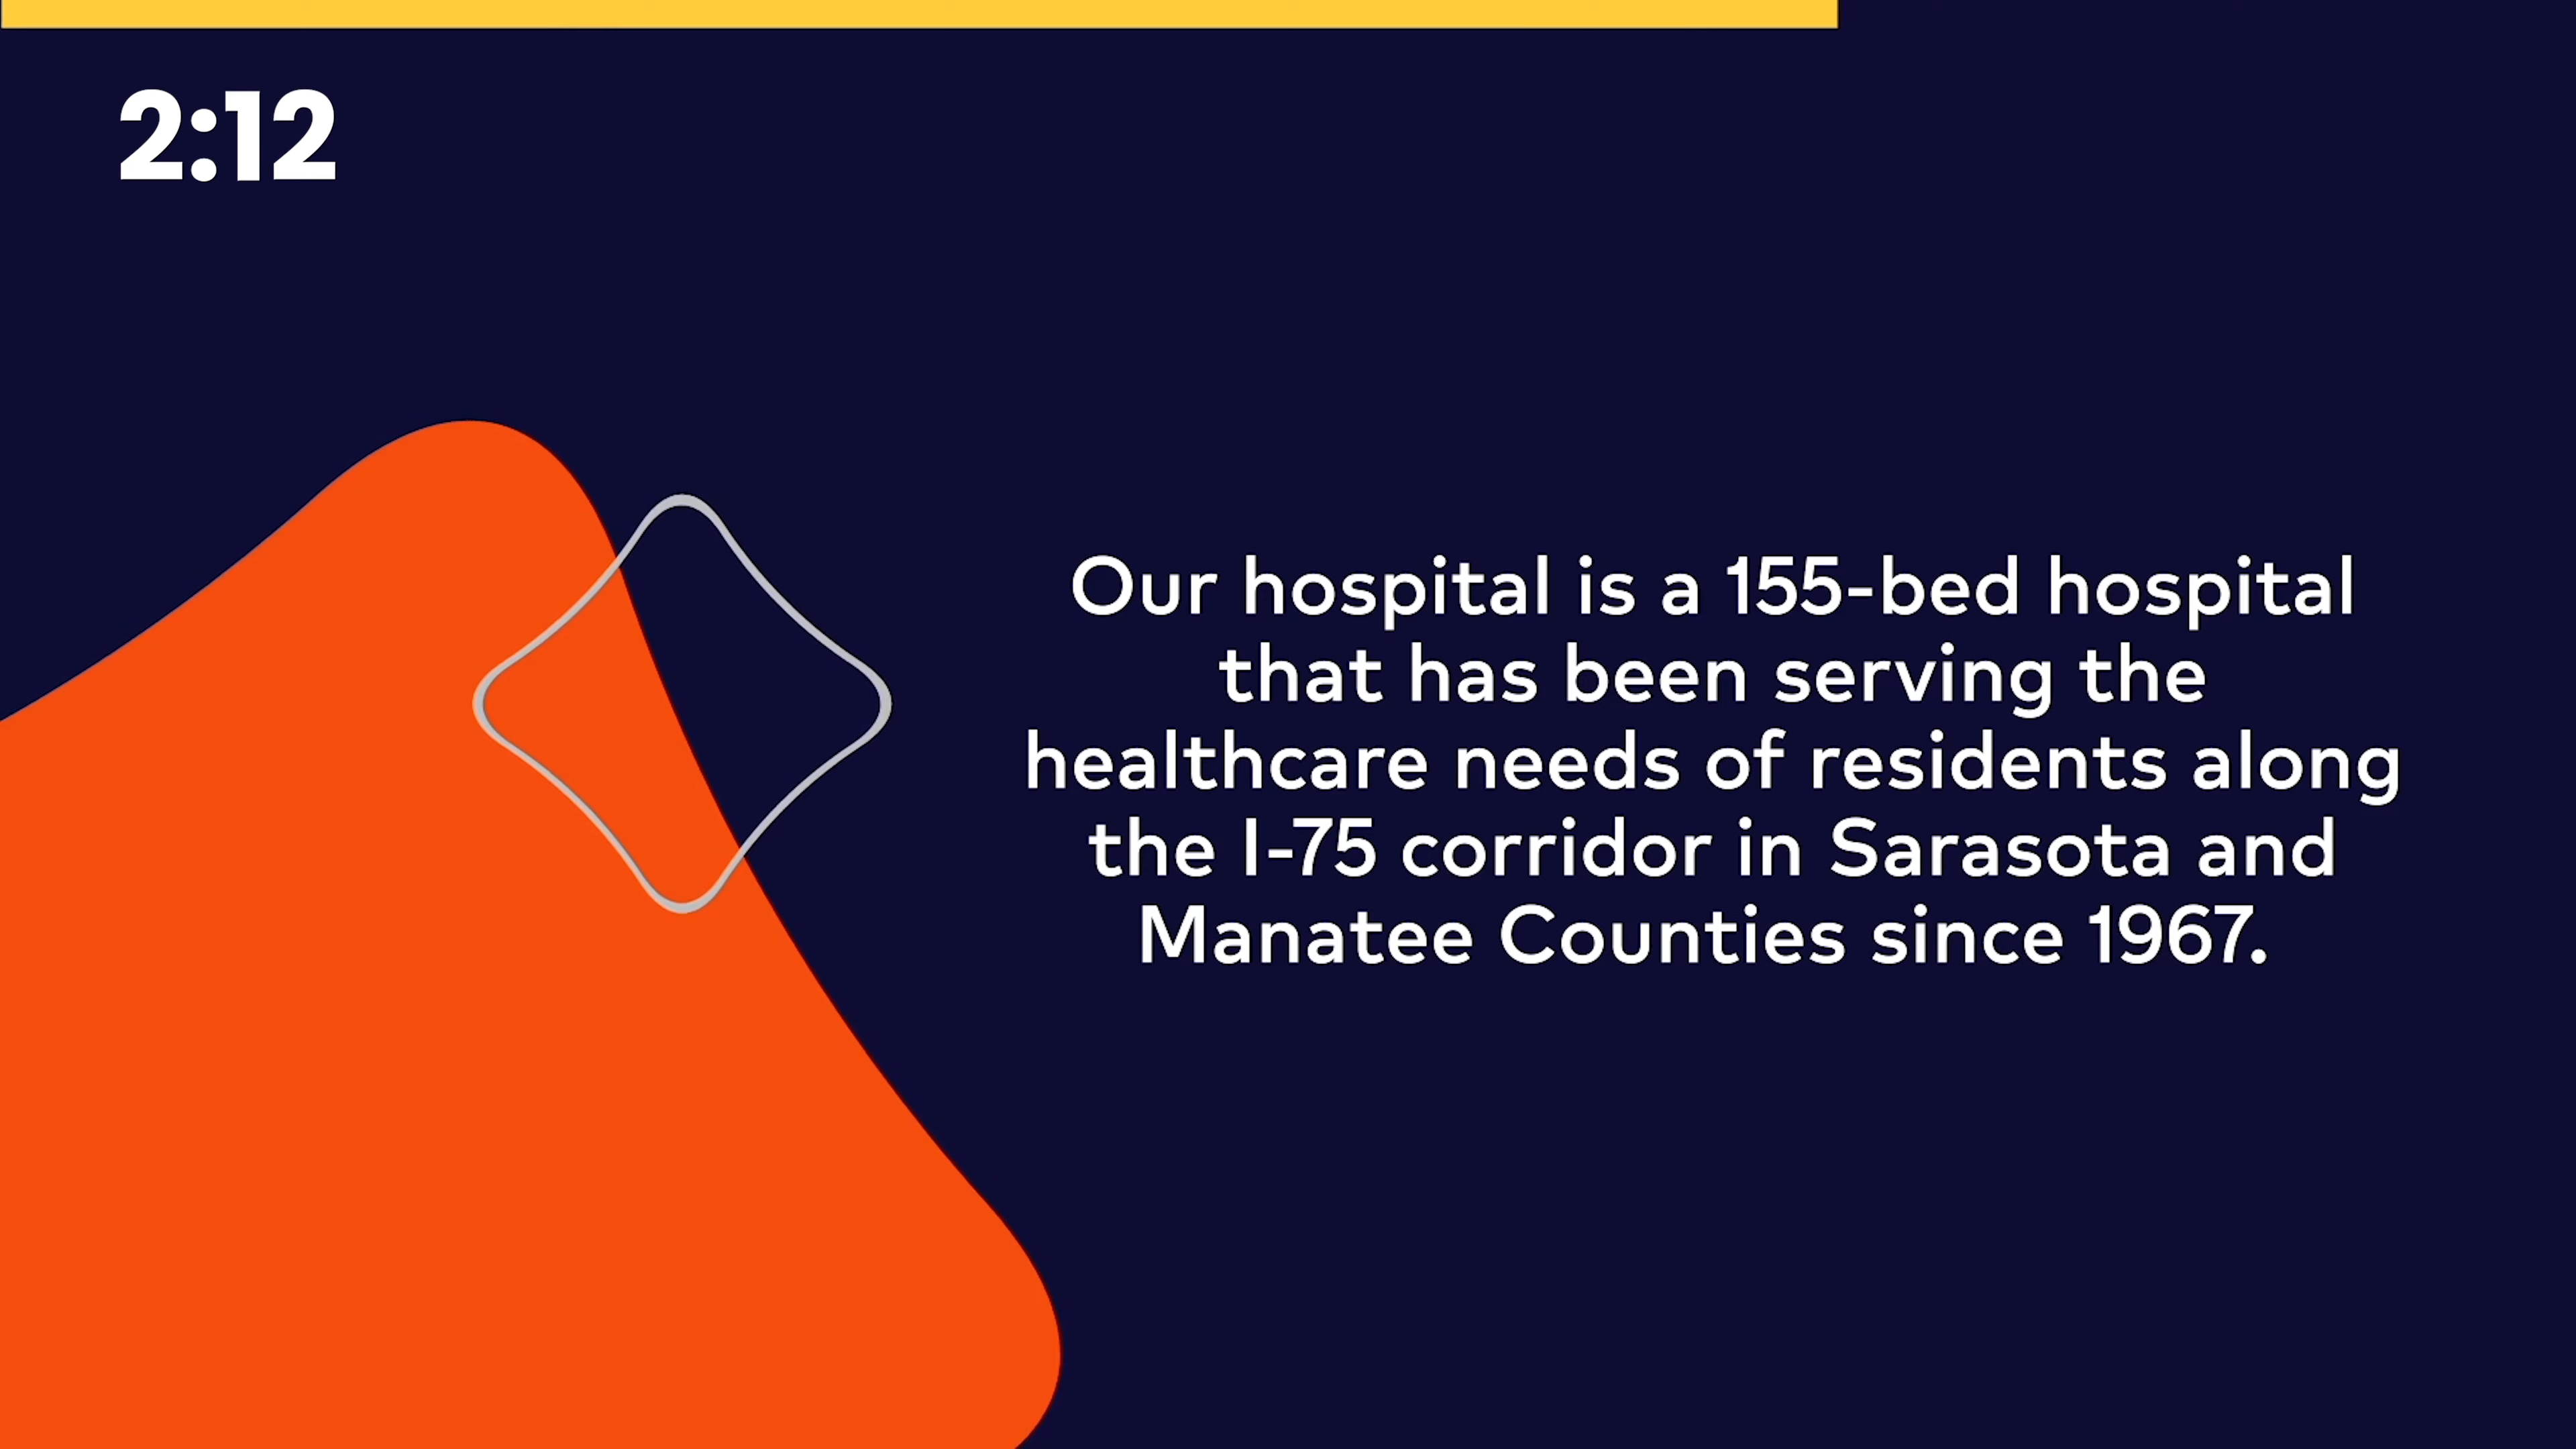 2:12
Our hospital is a 155-bed hospital
that has been serving the
healthcare needs of residents along
the I-75 corridor in Sarasota and
Manatee Counties since 1967.